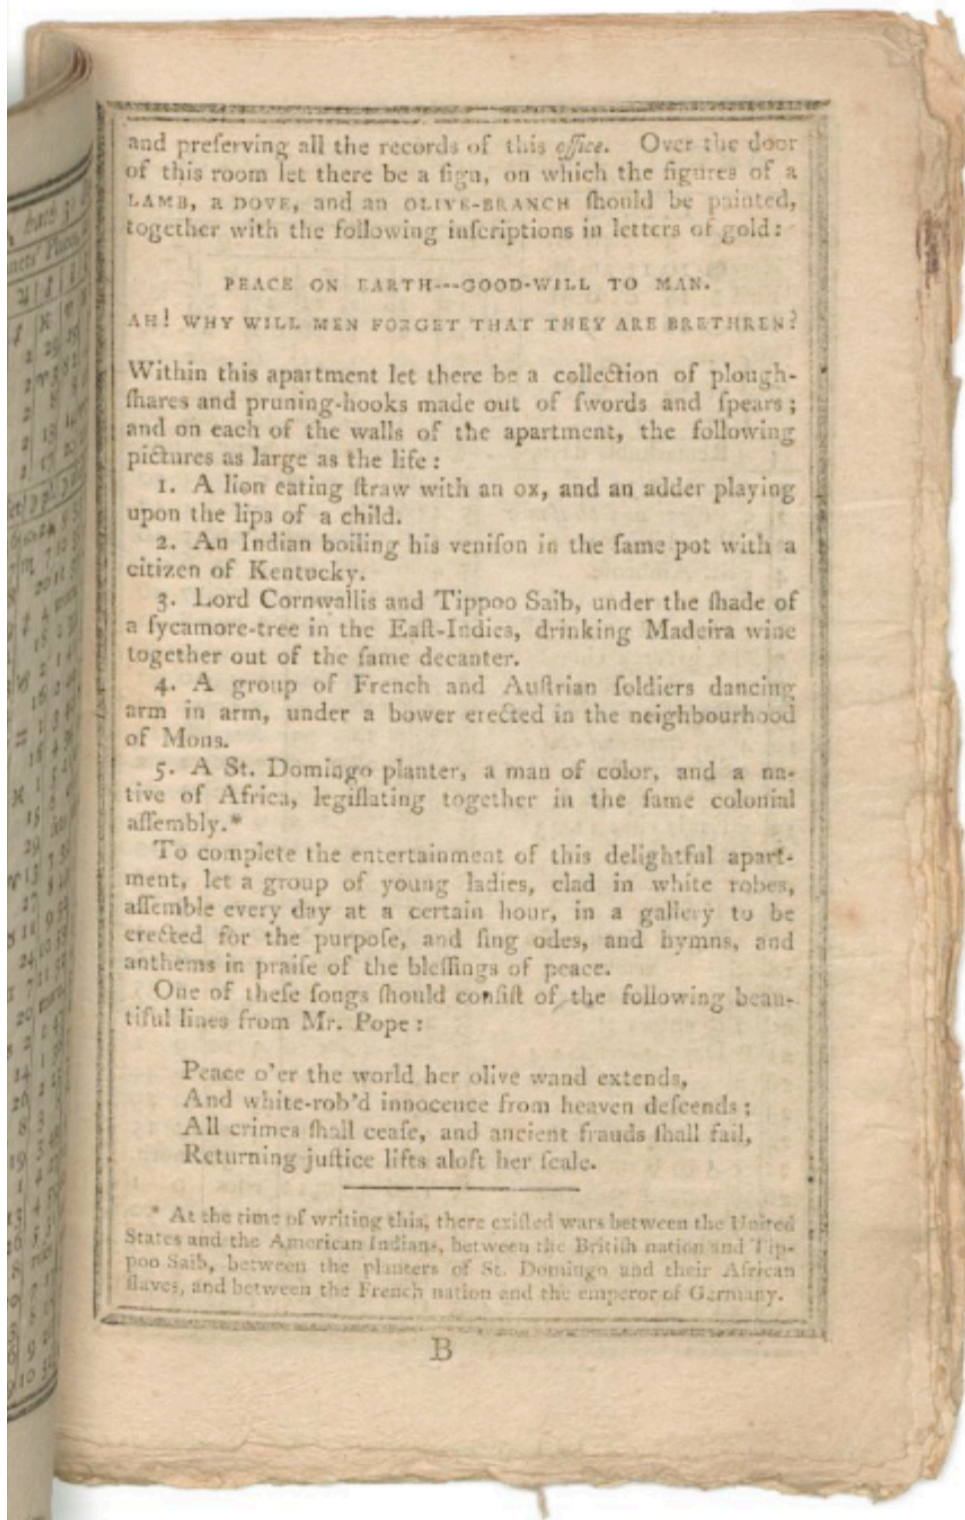 and preſerving all the records of this office. Over the door
of this room let there be a ſign, on which the figures of a
LAMB, a DOVE, and an OLIVE-BRANCH ſhould be painted,
together with the following inſcriptions in letters of gold:
PEACE ON EARTH---GOOD-WILL TO MAN.
AH! WHY WILL MEN FORGET THAT THEY ARE BRETHREN?
Within this apartment let there be a collection of plough-
ſhares and pruning-hooks made out of ſwords and ſpears;
and on each of the walls of the apartment, the following
pictures as large as the life:
1. A lion eating ſtraw with an ox, and an adder playing
upon the lips of a child.
2. An Indian boiling his veniſon in the ſame pot with a
citizen of Kentucky.
3. Lord Cornwallis and Tippoo Saib, under the ſhade of
a ſycamore-tree in the Eaſt-Indies, drinking Madeira wine
together out of the ſame decanter.
4. A group of French and Auſtrian ſoldiers dancing
arm in arm, under a bower erected in the neighbourhood
of Mons.
5. A St. Domingo planter, a man of color, and a na-
tive of Africa, legiſlating together in the ſame colonial
aſſembly.*
To complete the entertainment of this delightful apart-
ment, let a group of young ladies, clad in white robes,
aſſemble every day at a certain hour, in a gallery to be
erected for the purpoſe, and ſing odes, and hymns, and
anthems in praiſe of the bleſſings of peace.
One of theſe ſongs ſhould conſiſt of the following beau-
tiful lines from Mr. Pope:
Peace o'er the world her olive wand extends,
And white-rob'd innocence from heaven deſcends;
All crimes ſhall ceaſe, and ancient frauds ſhall fail,
Returning juſtice lifts aloft her ſcale.
* At the time of writing this, there exiſted wars between the United
States and the American Indians, between the Britiſh nation and Tip-
poo Saib, between the planters of St. Domingo and their African
ſlaves, and between the French nation and the emperor of Germany.
B